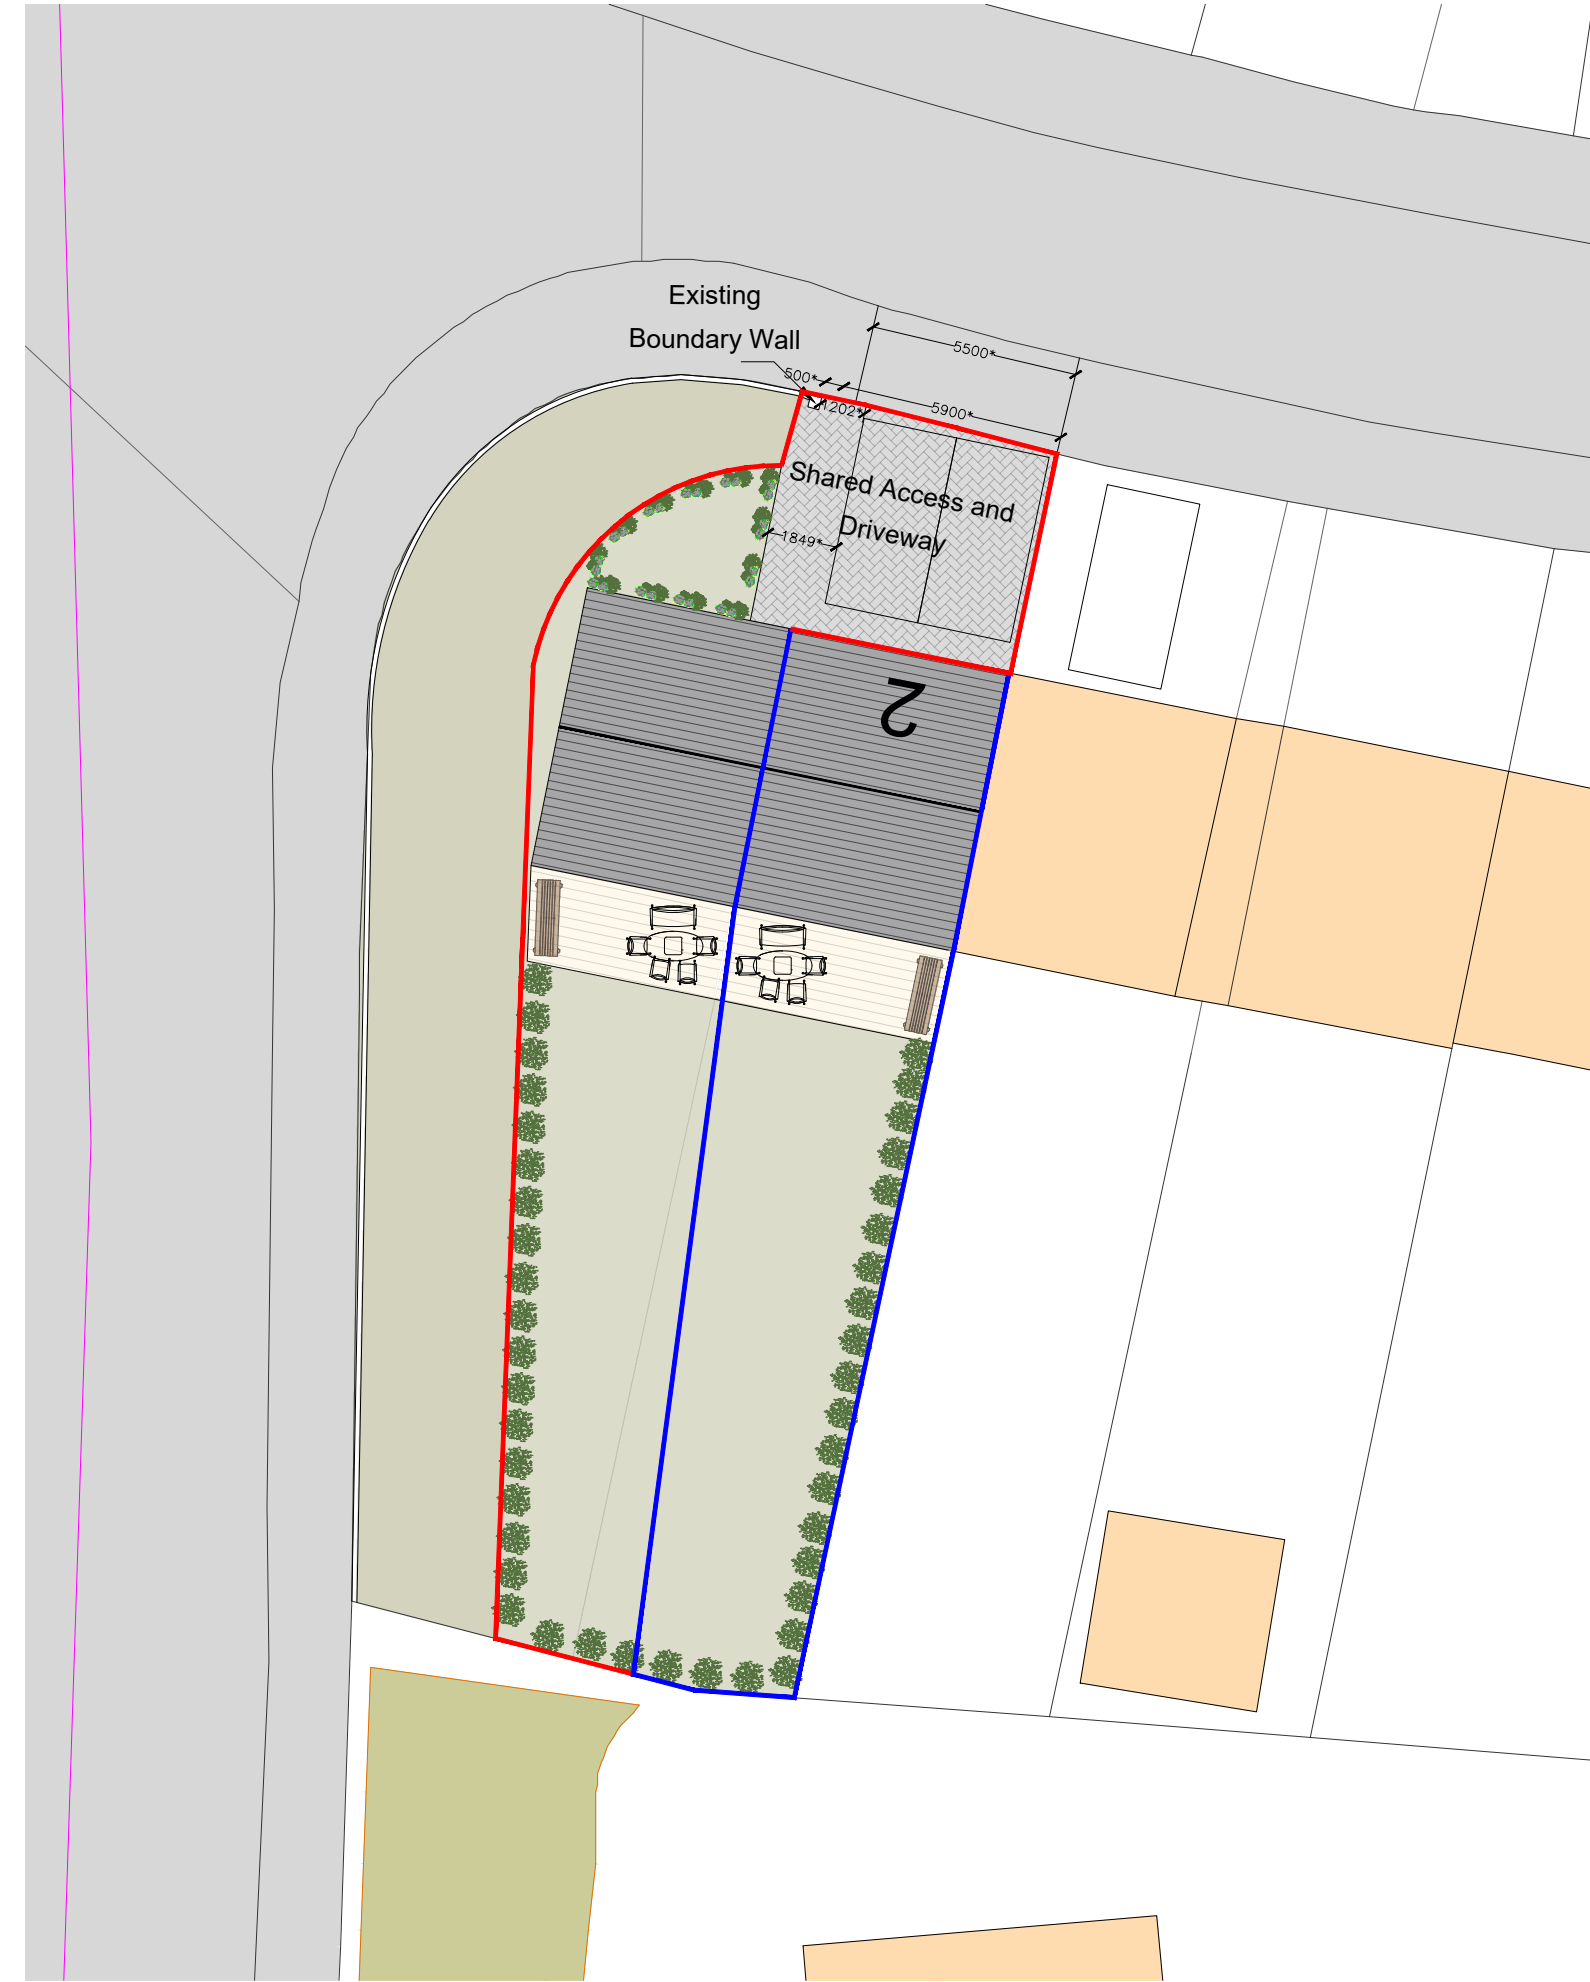 Existing
Boundary Wall
5500*
500*
1202*
5900*
Shared Access and
Driveway
1849*
2